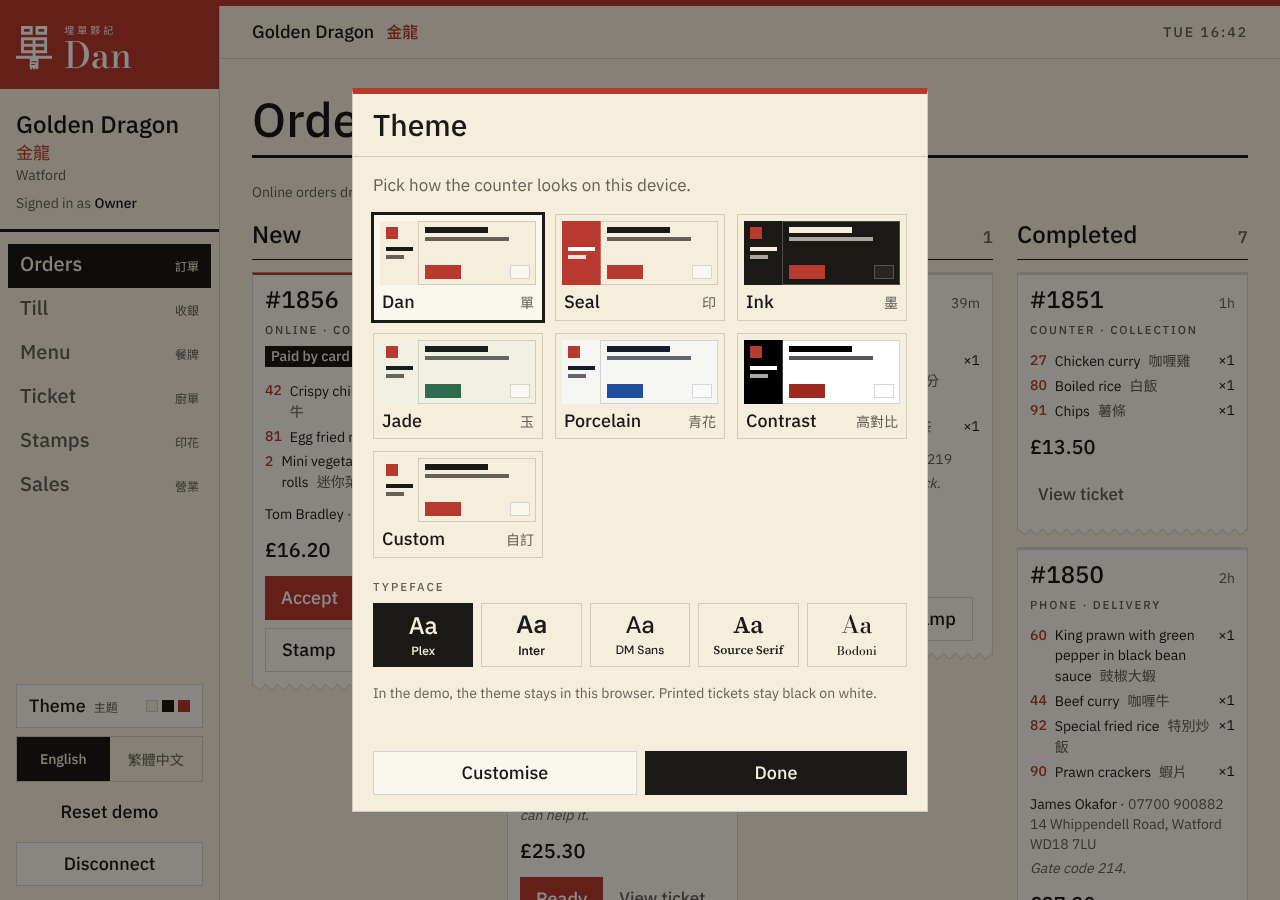 埋單夥記
單 Dan
Golden Dragon
金龍
Watford
Signed in as Owner
Orders 訂單
Till 收銀
Menu 餐牌
Ticket 廚單
Stamps 印花
Sales 營業
Theme 主題
English 繁體中文
Reset demo
Disconnect
Golden Dragon 金龍
TUE 16:42
Orde
Online orders dr
New
#1856
ONLINE · CO
Paid by card
42 Crispy chi
牛
81 Egg fried r
2 Mini vegeta
rolls 迷你菜
Tom Bradley ·
£16.20
Accept
Stamp
Theme
Pick how the counter looks on this device.
Dan 單
Seal 印
Ink 墨
Jade 玉
Porcelain 青花
Contrast 高對比
Custom 自訂
TYPEFACE
Aa
Plex
Aa
Inter
Aa
DM Sans
Aa
Source Serif
Aa
Bodoni
In the demo, the theme stays in this browser. Printed tickets stay black on white.
Customise
Done
can help it.
£25.30
Ready
View ticket
1
39m
×1
分
×1
219
ck.
mp
Completed 7
#1851 1h
COUNTER · COLLECTION
27 Chicken curry 咖喱雞 ×1
80 Boiled rice 白飯 ×1
91 Chips 薯條 ×1
£13.50
View ticket
#1850 2h
PHONE · DELIVERY
60 King prawn with green ×1
pepper in black bean
sauce 豉椒大蝦
44 Beef curry 咖喱牛 ×1
82 Special fried rice 特別炒 ×1
飯
90 Prawn crackers 蝦片 ×1
James Okafor · 07700 900882
14 Whippendell Road, Watford
WD18 7LU
Gate code 214.